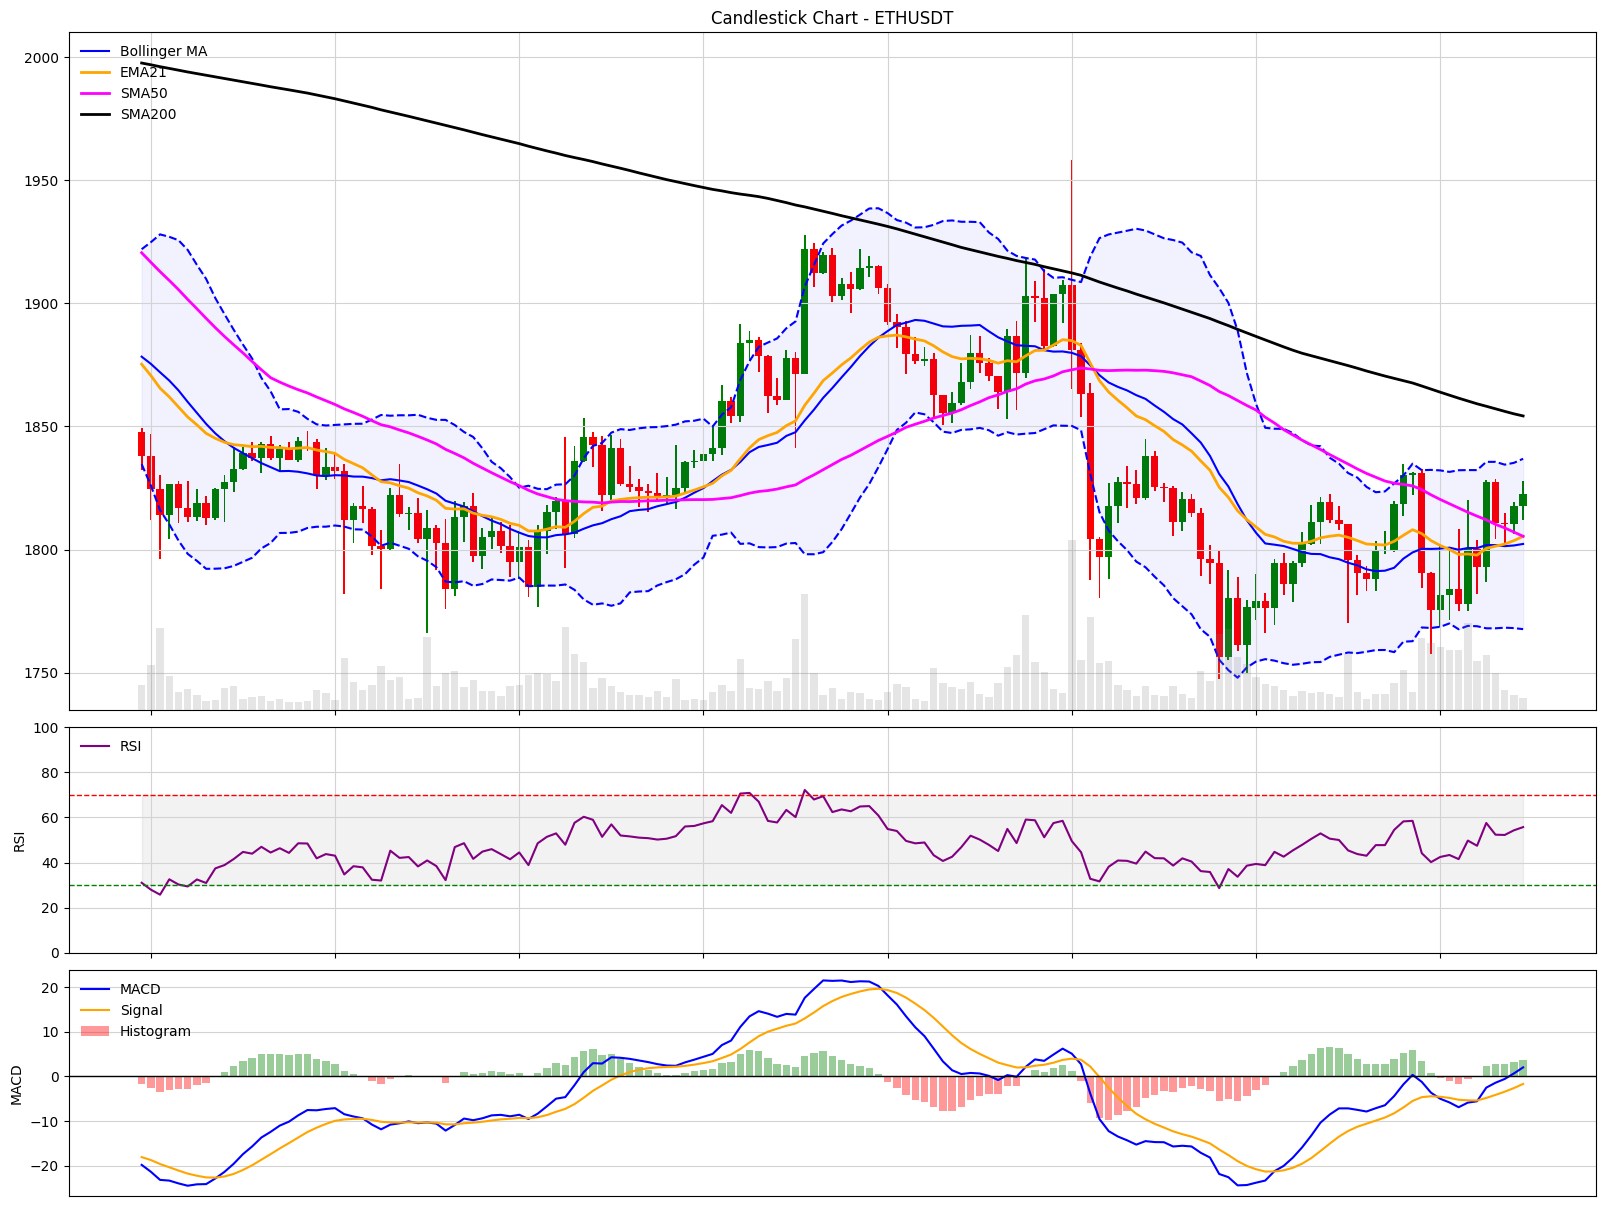 Candlestick Chart - ETHUSDT
Bollinger MA
EMA21
SMA50
SMA200
2000
1950
1900
1850
1800
1750
RSI
100
80
60
40
20
0
RSI
MACD
Signal
Histogram
20
10
0
−10
−20
MACD